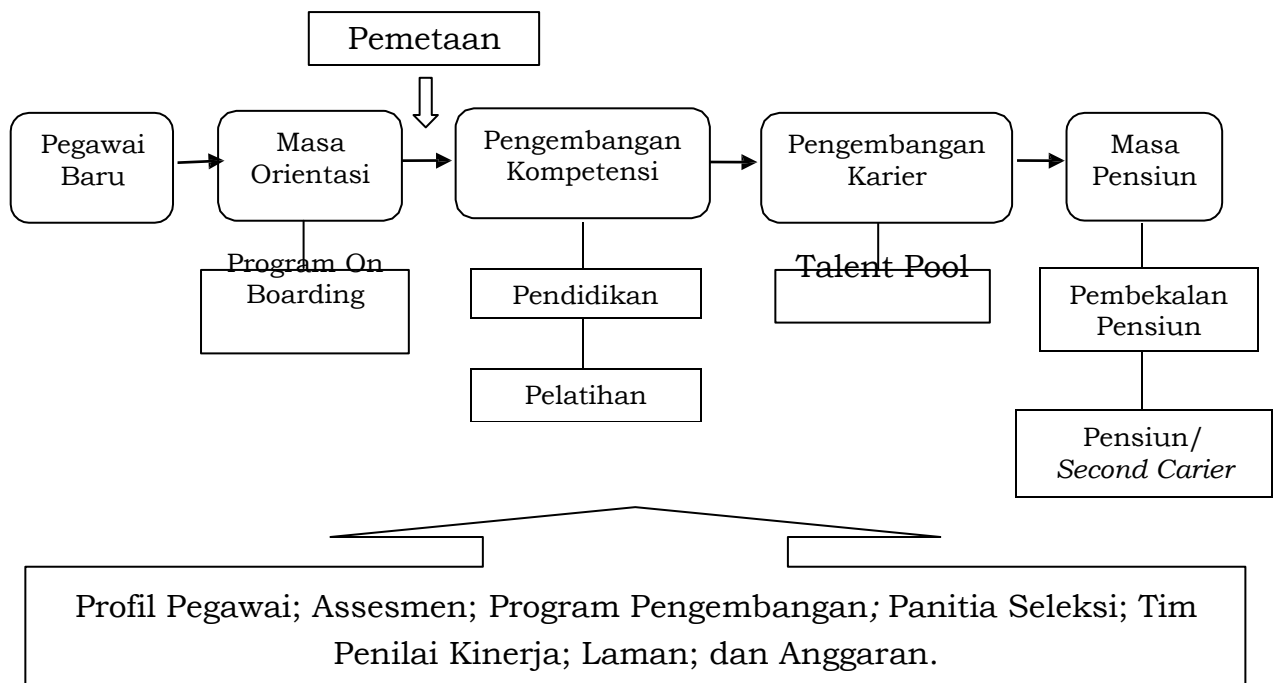 Pemetaan
Pegawai
Baru
Masa
Orientasi
Pengembangan
Kompetensi
Pengembangan
Karier
Masa
Pensiun
Program On
Boarding
Pendidikan
Pelatihan
Talent Pool
Pembekalan
Pensiun
Pensiun/
Second Carier
Profil Pegawai; Assesmen; Program Pengembangan; Panitia Seleksi; Tim
Penilai Kinerja; Laman; dan Anggaran.